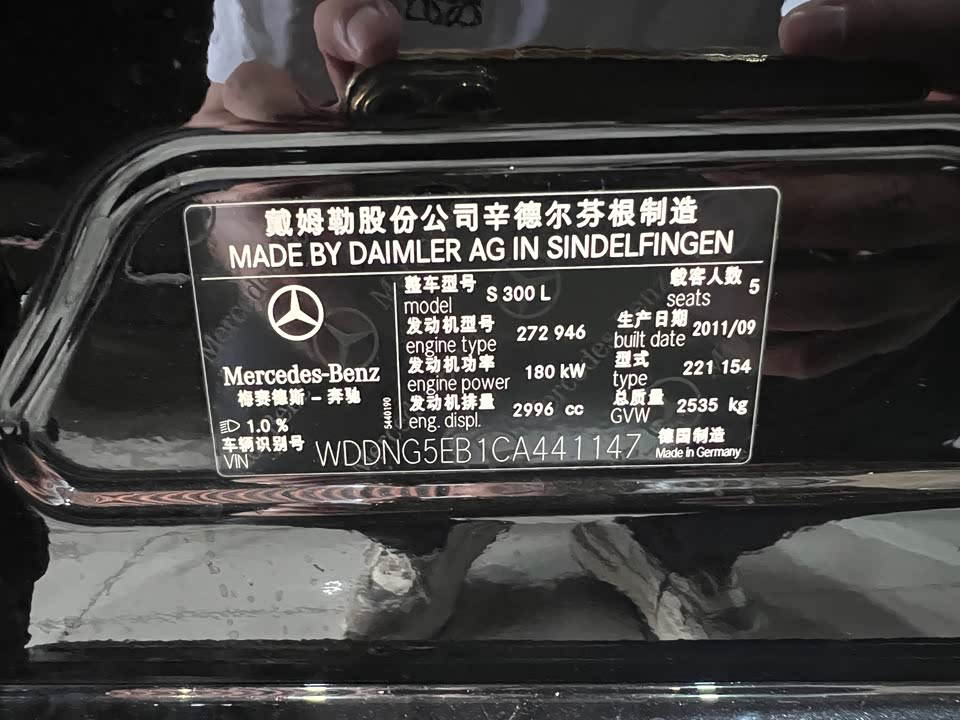 戴姆勒股份公司辛德尔芬根制造
MADE BY DAIMLER AG IN SINDELFINGEN
Mercedes-Benz
梅赛德斯 - 奔驰
1.0 %
整车型号
model S 300 L
载客人数
seats 5
发动机型号
engine type 272 946
生产日期
built date 2011/09
发动机功率
engine power 180 kW
型式
type 221 154
发动机排量
eng. displ. 2996 cc
总质量
GVW 2535 kg
5440190
车辆识别号
VIN WDDNG5EB1CA441147
德国制造
Made in Germany